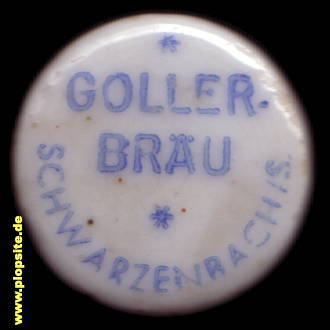 GOLLER-
BRÄU
SCHWARZENBACH/S.
www.plopsite.de